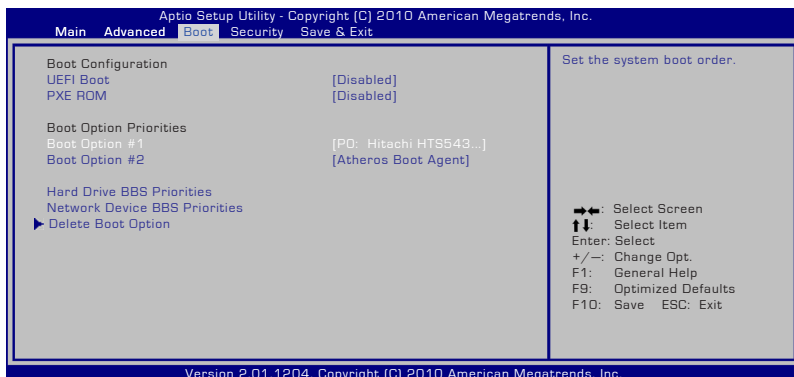 Aptio Setup Utility - Copyright (C) 2010 American Megatrends, Inc.
Main Advanced Boot Security Save & Exit
Boot Configuration
UEFI Boot [Disabled]
PXE ROM [Disabled]
Boot Option Priorities
Boot Option #1 [P0: Hitachi HTS543...]
Boot Option #2 [Atheros Boot Agent]
Hard Drive BBS Priorities
Network Device BBS Priorities
Delete Boot Option
Set the system boot order.
→←: Select Screen
↑↓: Select Item
Enter: Select
+/—: Change Opt.
F1: General Help
F9: Optimized Defaults
F10: Save ESC: Exit
Version 2.01.1204. Copyright (C) 2010 American Megatrends, Inc.